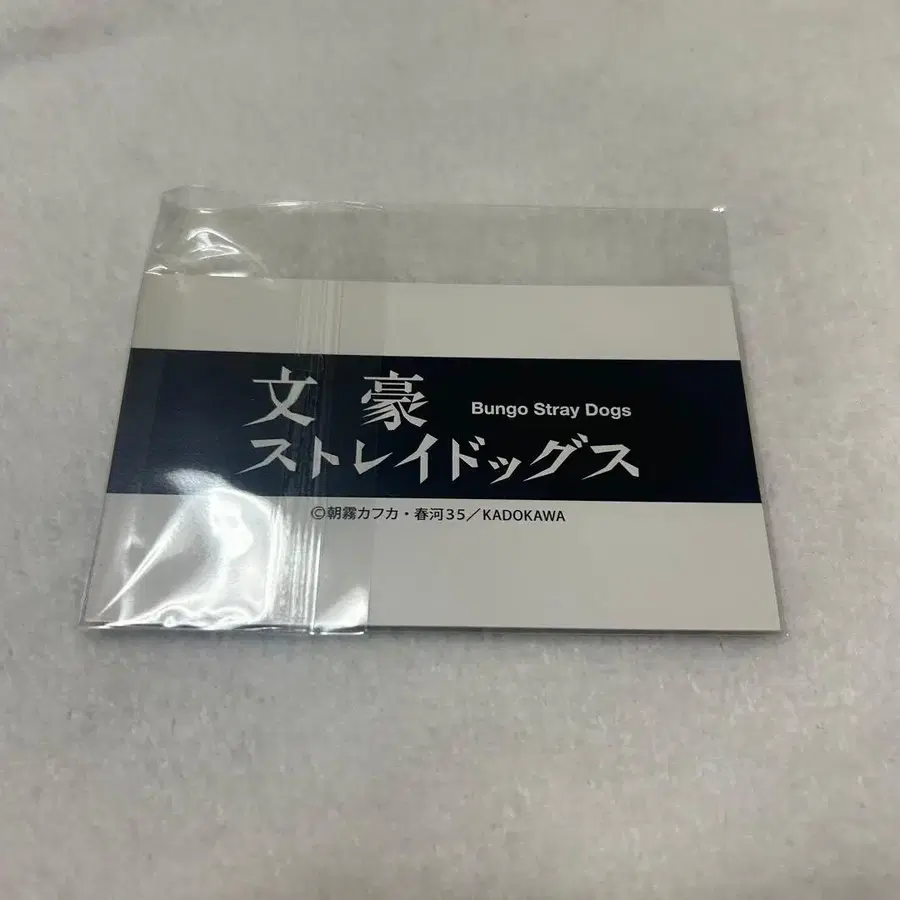 文豪 Bungo Stray Dogs
ストレイドッグス
©朝霧カフカ・春河35／KADOKAWA